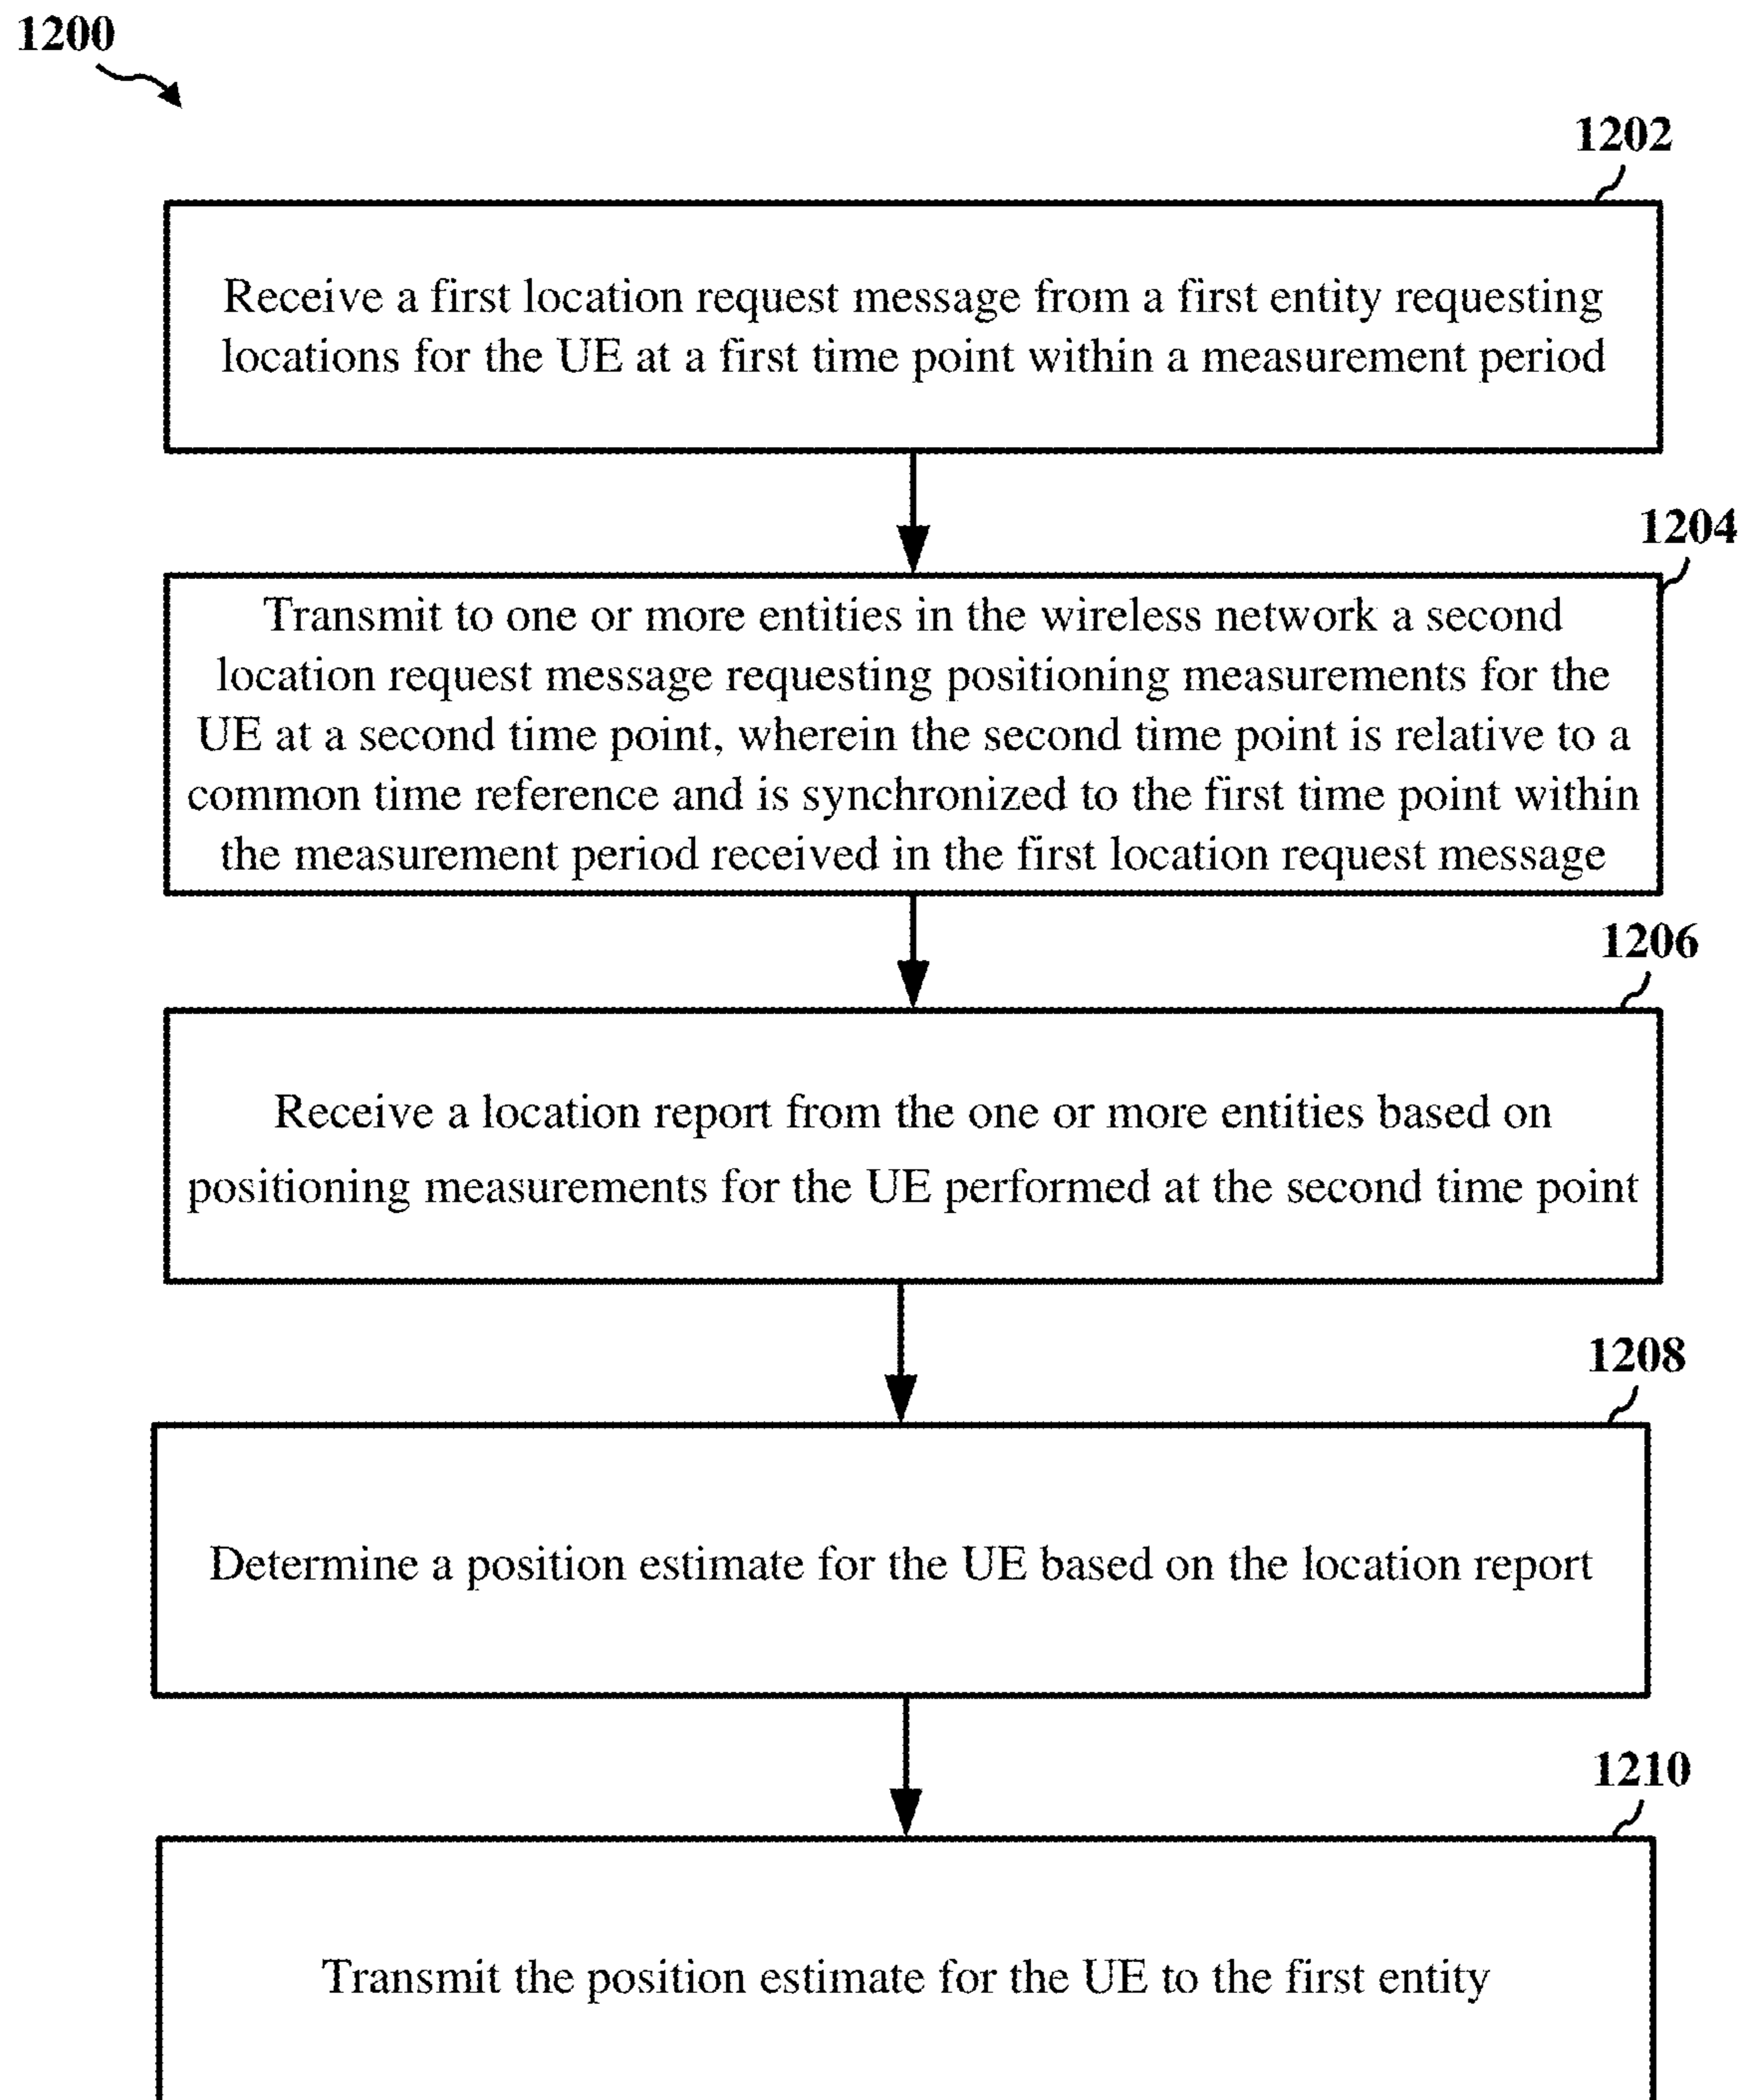 1200
1202
Receive a first location request message from a first entity requesting
locations for the UE at a first time point within a measurement period
1204
Transmit to one or more entities in the wireless network a second
location request message requesting positioning measurements for the
UE at a second time point, wherein the second time point is relative to a
common time reference and is synchronized to the first time point within
the measurement period received in the first location request message
1206
Receive a location report from the one or more entities based on
positioning measurements for the UE performed at the second time point
1208
Determine a position estimate for the UE based on the location report
1210
Transmit the position estimate for the UE to the first entity